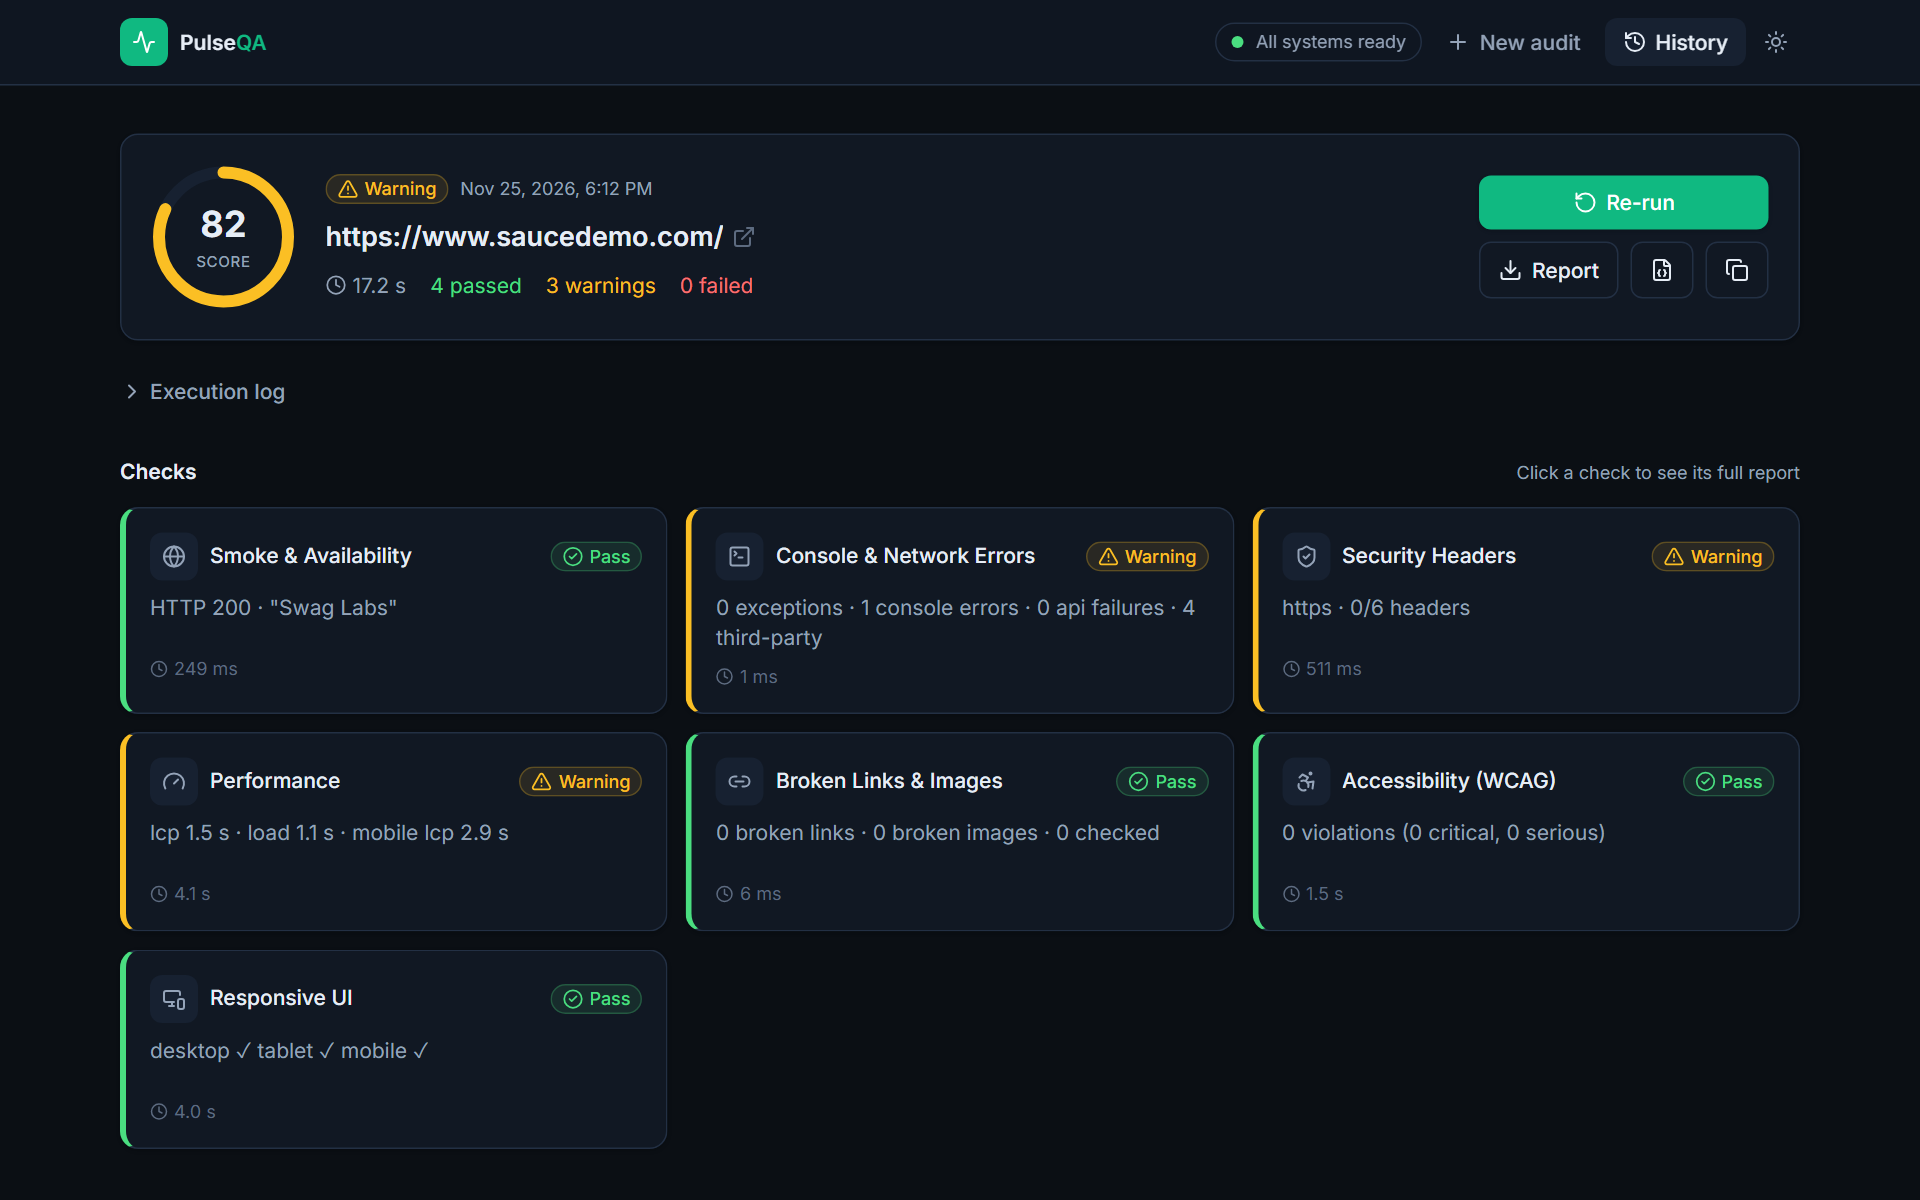 PulseQA
All systems ready
New audit
History
82
SCORE
Warning
Nov 25, 2026, 6:12 PM
https://www.saucedemo.com/
17.2 s
4 passed
3 warnings
0 failed
Re-run
Report
Execution log
Checks
Click a check to see its full report
Smoke & Availability
Pass
HTTP 200 · "Swag Labs"
249 ms
Console & Network Errors
Warning
0 exceptions · 1 console errors · 0 api failures · 4
third-party
1 ms
Security Headers
Warning
https · 0/6 headers
511 ms
Performance
Warning
lcp 1.5 s · load 1.1 s · mobile lcp 2.9 s
4.1 s
Broken Links & Images
Pass
0 broken links · 0 broken images · 0 checked
6 ms
Accessibility (WCAG)
Pass
0 violations (0 critical, 0 serious)
1.5 s
Responsive UI
Pass
desktop ✓ tablet ✓ mobile ✓
4.0 s